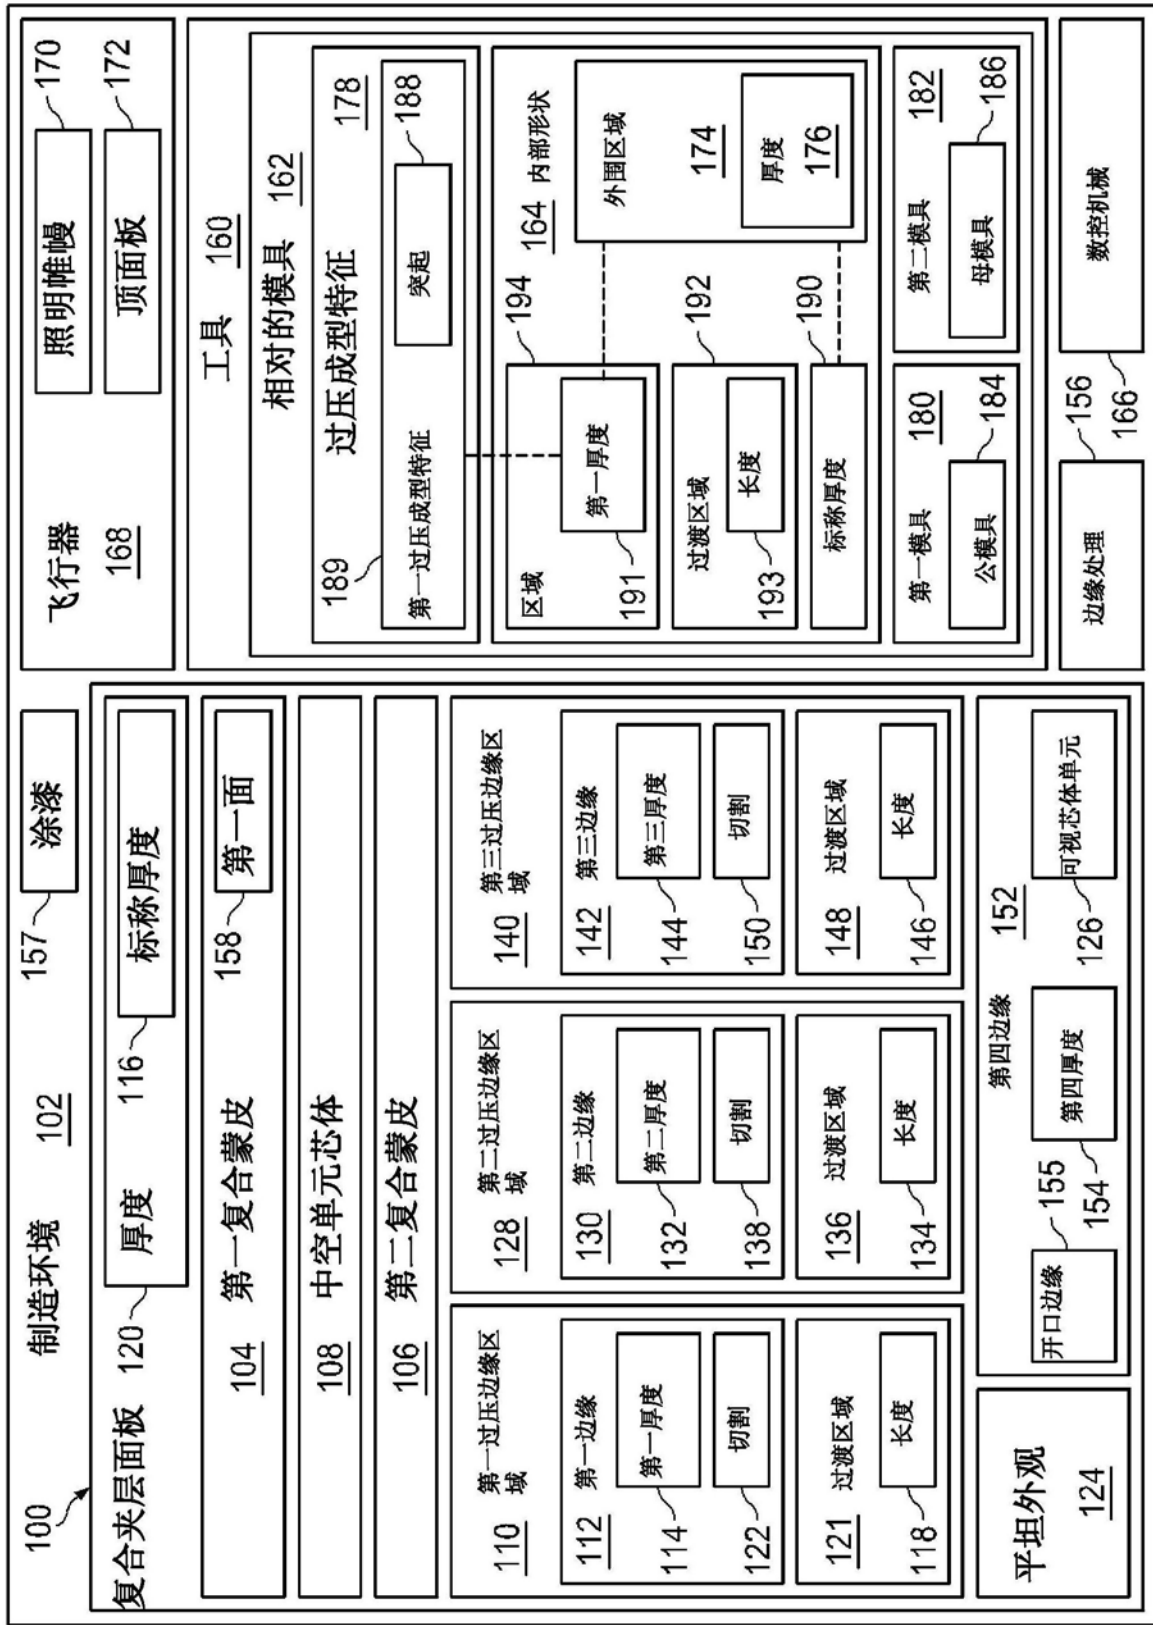 制造环境
102
100
复合夹层面板
120
厚度
116
标称厚度
157
涂漆
104
第一复合蒙皮
158
第一面
108
中空单元芯体
106
第二复合蒙皮
第一过压边缘区
域
110
第一边缘
112
第一厚度
114
切割
122
过渡区域
121
长度
118
第二过压边缘区
域
128
第二边缘
130
第二厚度
132
切割
138
过渡区域
136
长度
134
第三过压边缘区
域
140
第三边缘
142
第三厚度
144
切割
150
过渡区域
148
长度
146
平坦外观
124
开口边缘
155
第四边缘
152
第四厚度
154
可视芯体单元
126
飞行器
168
照明帷幔
170
顶面板
172
工具
160
相对的模具
162
过压成型特征
178
189
第一过压成型特征
突起
188
164
内部形状
区域
194
第一厚度
191
过渡区域
192
长度
193
标称厚度
190
外围区域
174
厚度
176
第一模具
180
公模具
184
第二模具
182
母模具
186
边缘处理
156
数控机械
166